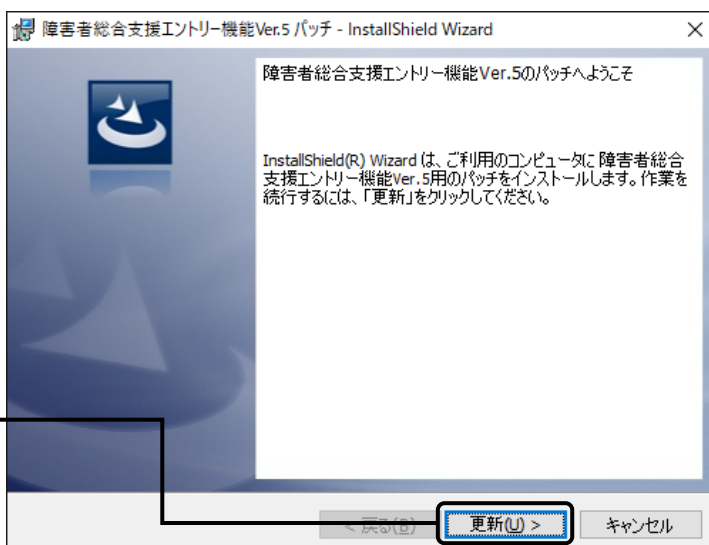 障害者総合支援エントリー機能Ver.5 パッチ - InstallShield Wizard
障害者総合支援エントリー機能Ver.5のパッチへようこそ
InstallShield(R) Wizard は、ご利用のコンピュータに 障害者総合
支援エントリー機能Ver.5用のパッチをインストールします。作業を
続行するには、「更新」をクリックしてください。
< 戻る(B) 更新(U) > キャンセル